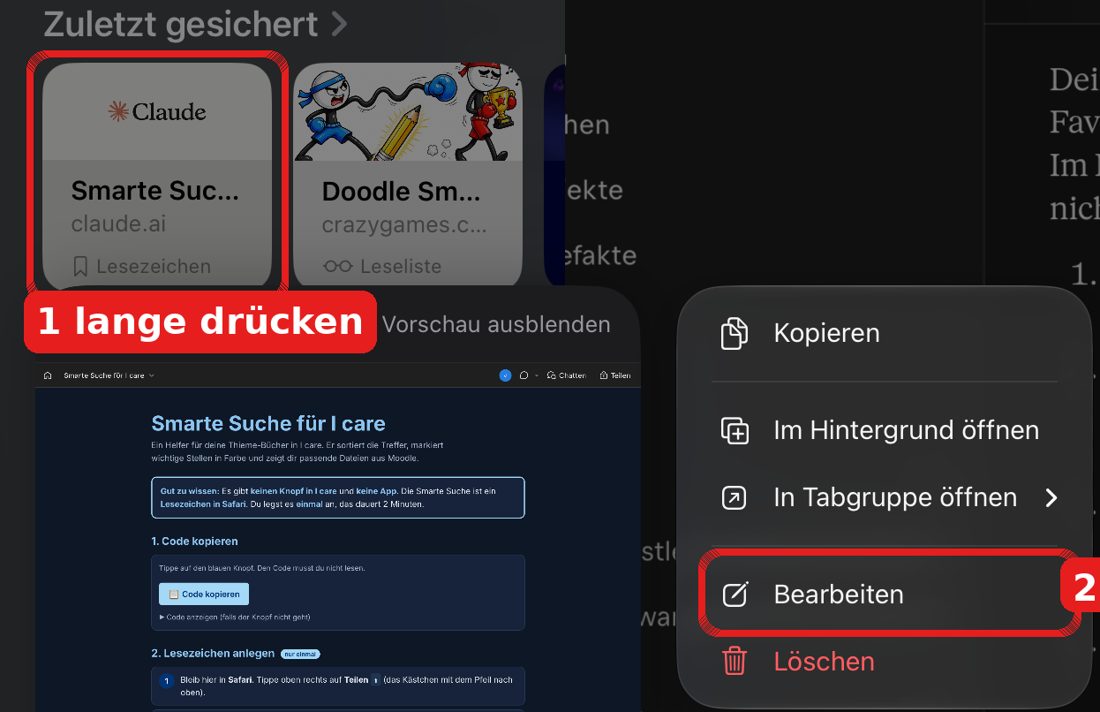 Zuletzt gesichert
Claude
Smarte Suc...
claude.ai
Lesezeichen
Doodle Sm...
crazygames.c...
Leseliste
hen
ekte
efakte
Dei
Fav
Im
nich
1.
1 lange drücken
Vorschau ausblenden
Smarte Suche für I care
Chatten
Teilen
Smarte Suche für I care
Ein Helfer für deine Thieme-Bücher in I care. Er sortiert die Treffer, markiert
wichtige Stellen in Farbe und zeigt dir passende Dateien aus Moodle.
Gut zu wissen: Es gibt keinen Knopf in I care und keine App. Die Smarte Suche ist ein
Lesezeichen in Safari. Du legst es einmal an, das dauert 2 Minuten.
1. Code kopieren
Tippe auf den blauen Knopf. Den Code musst du nicht lesen.
Code kopieren
Code anzeigen (falls der Knopf nicht geht)
2. Lesezeichen anlegen nur einmal
1 Bleib hier in Safari. Tippe oben rechts auf Teilen (das Kästchen mit dem Pfeil nach
oben).
Kopieren
Im Hintergrund öffnen
In Tabgruppe öffnen
Bearbeiten
2
Löschen